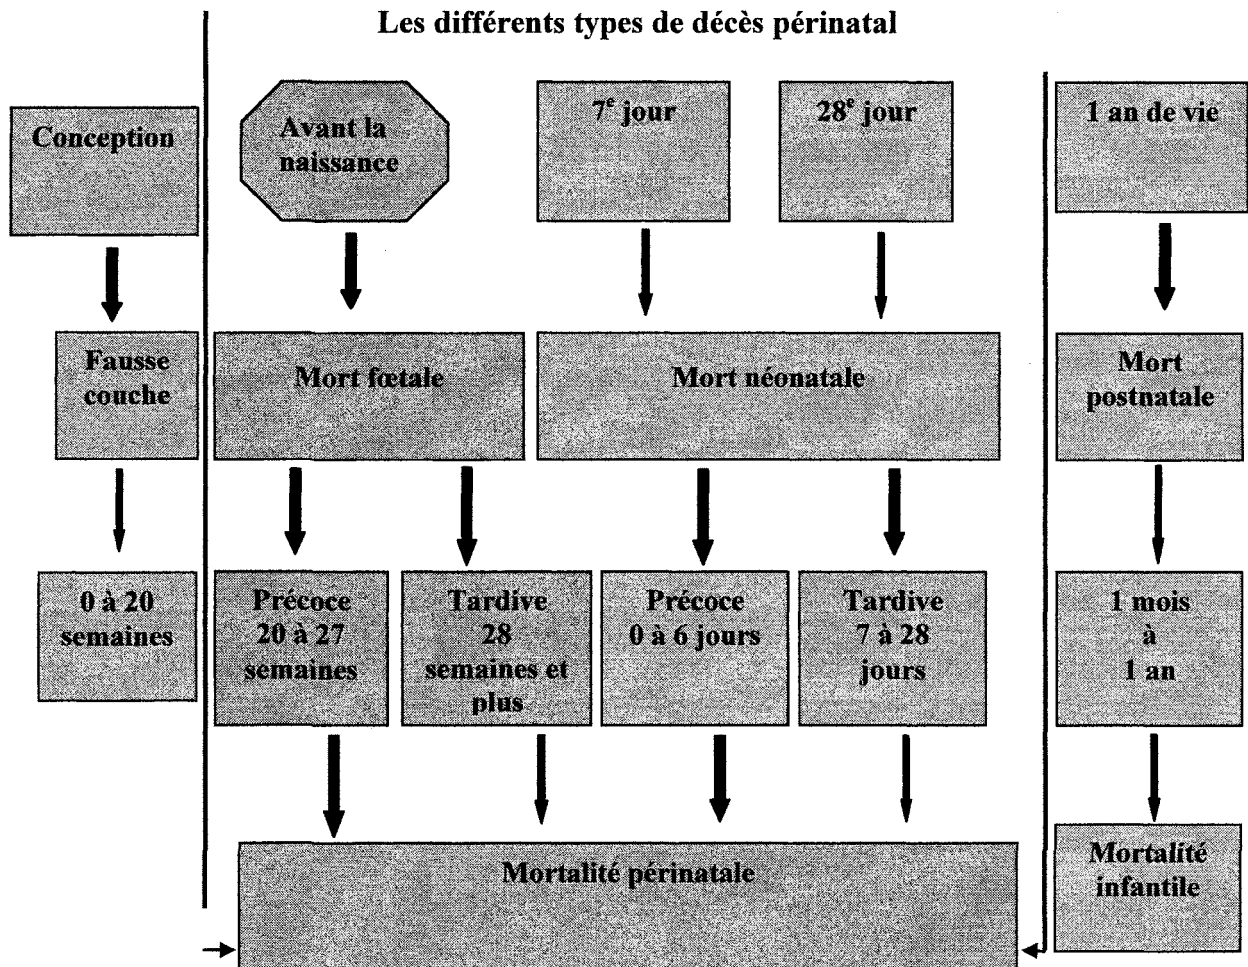 Les différents types de décès périnatal
Conception
Avant la
naissance
7e jour
28e jour
1 an de vie
Fausse
couche
Mort fœtale
Mort néonatale
Mort
postnatale
0 à 20
semaines
Précoce
20 à 27
semaines
Tardive
28
semaines et
plus
Précoce
0 à 6 jours
Tardive
7 à 28
jours
1 mois
à
1 an
Mortalité périnatale
Mortalité
infantile